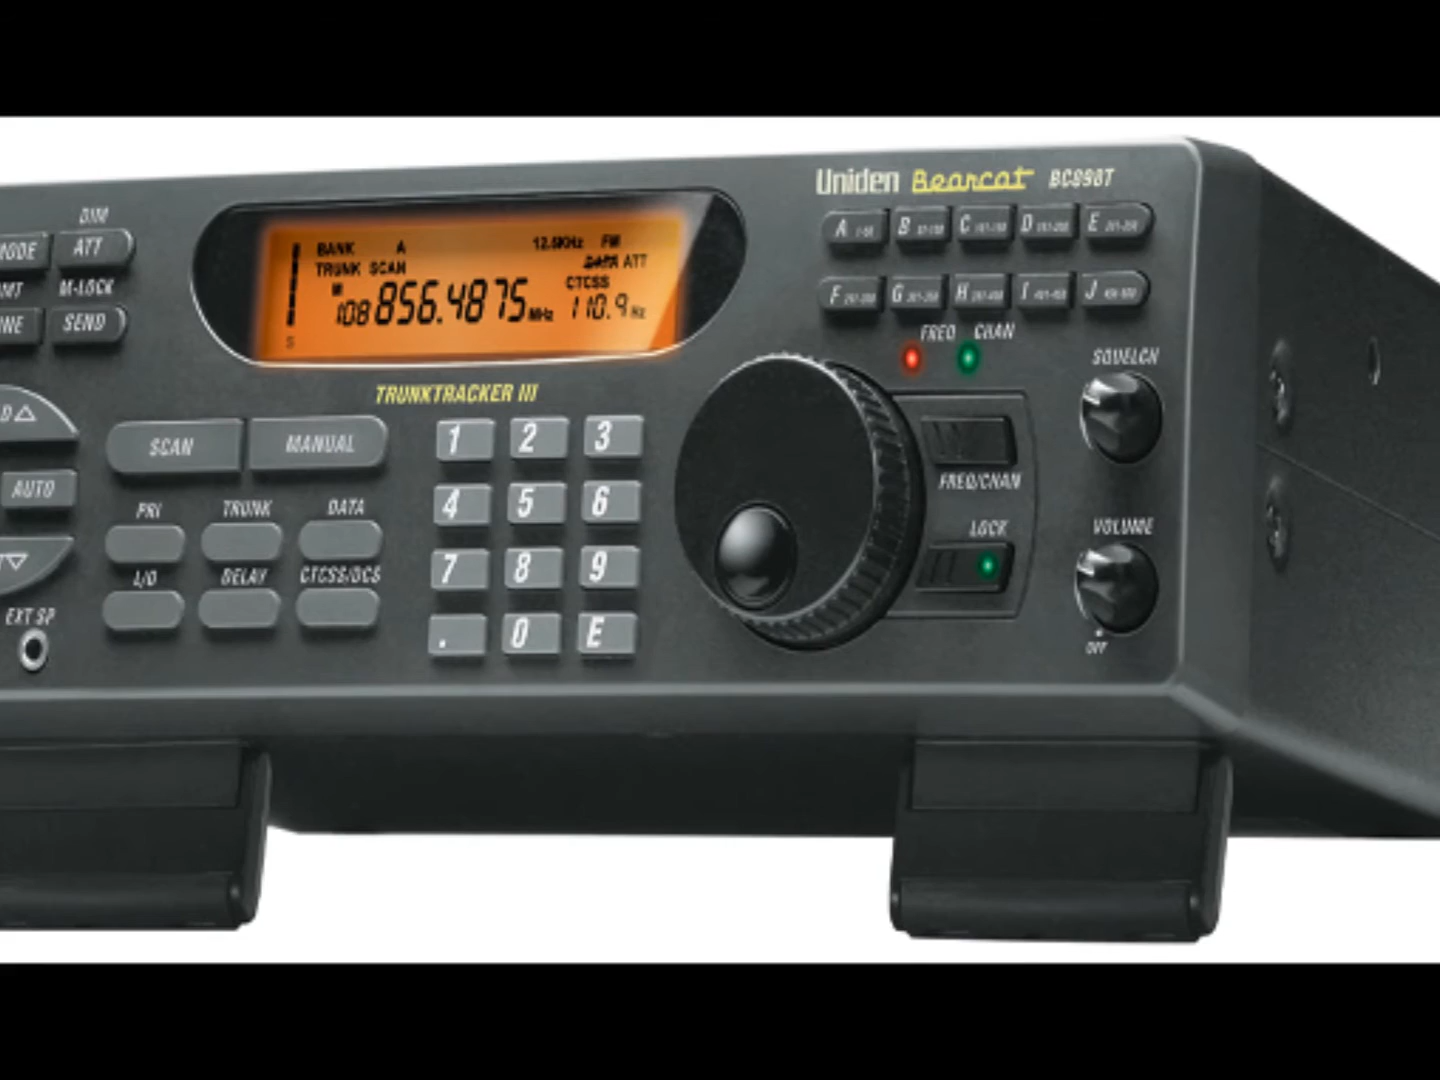 Uniden Bearcat BC898T
DIM
MODE ATT
M-LOCK
SEND
BANK A 12.5KHz FM
TRUNK SCAN DATA ATT
CTCSS
108 856.4875 MHz 110.9 Hz
S
A B C D E
F G H I J
FREQ CHAN
SQUELCH
TRUNKTRACKER III
SCAN MANUAL
AUTO
PRI TRUNK DATA
L/O DELAY CTCSS/DCS
EXT SP
1 2 3
4 5 6
7 8 9
. 0 E
FREQ/CHAN
LOCK
VOLUME
OFF